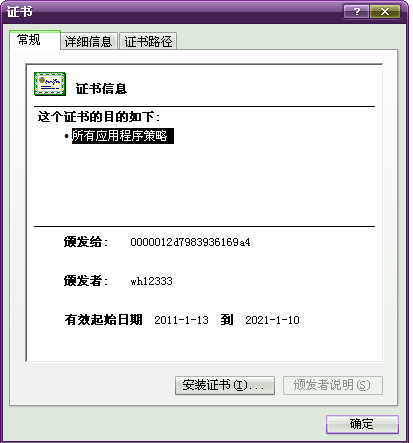 证书
常规 详细信息 证书路径
证书信息
这个证书的目的如下:
•所有应用程序策略
颁发给: 0000012d7983936169a4
颁发者: wh12333
有效起始日期 2011-1-13 到 2021-1-10
安装证书(I)... 颁发者说明(S)
确定